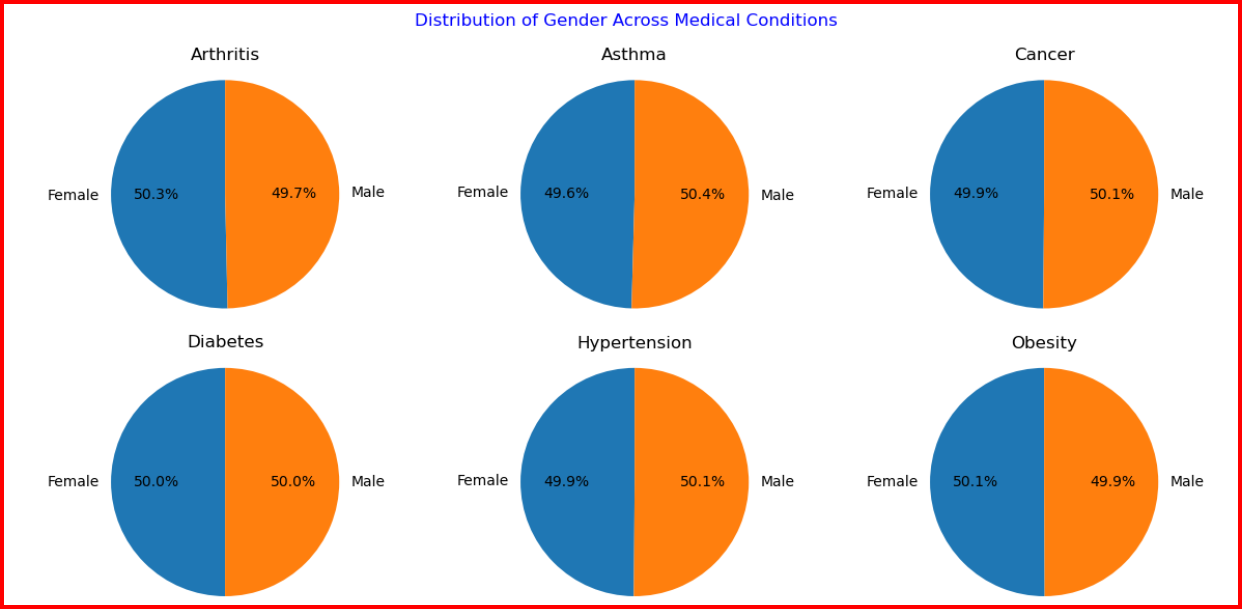 Distribution of Gender Across Medical Conditions
Arthritis
Female 50.3% 49.7% Male
Asthma
Female 49.6% 50.4% Male
Cancer
Female 49.9% 50.1% Male
Diabetes
Female 50.0% 50.0% Male
Hypertension
Female 49.9% 50.1% Male
Obesity
Female 50.1% 49.9% Male